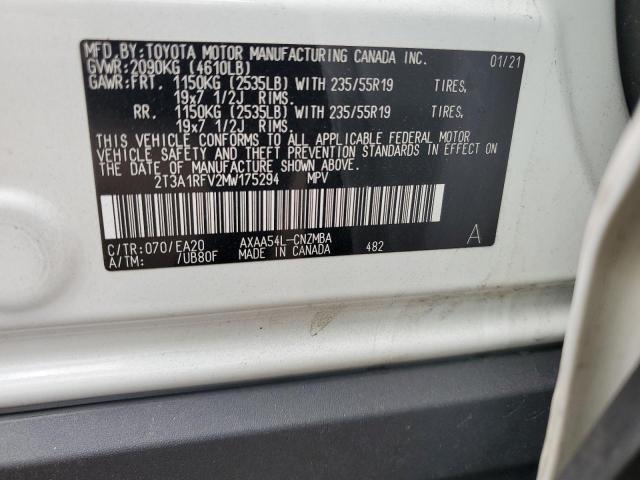 MFD. BY: TOYOTA MOTOR MANUFACTURING CANADA INC. 01/21
GVWR: 2090KG (4610LB)
GAWR: FRT. 1150KG (2535LB) WITH 235/55R19 TIRES,
19x7 1/2J RIMS.
RR. 1150KG (2535LB) WITH 235/55R19 TIRES,
19x7 1/2J RIMS.
THIS VEHICLE CONFORMS TO ALL APPLICABLE FEDERAL MOTOR
VEHICLE SAFETY AND THEFT PREVENTION STANDARDS IN EFFECT ON
THE DATE OF MANUFACTURE SHOWN ABOVE.
2T3A1RFV2MW175294 MPV
C/TR: 070/EA20 AXAA54L-CNZMBA 482 A
A/TM: /UB80F MADE IN CANADA